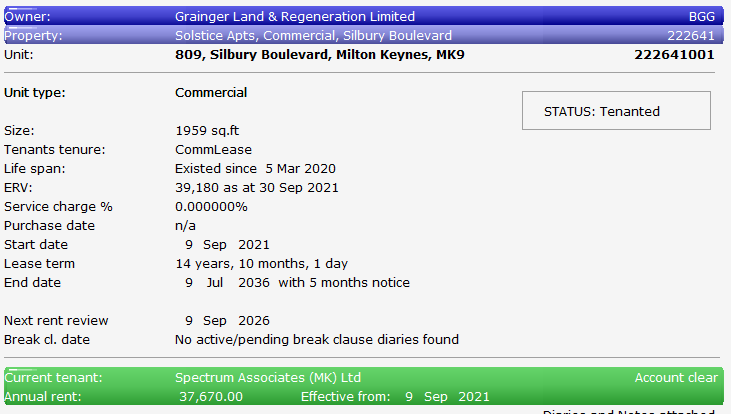 Owner: Grainger Land & Regeneration Limited BGG
Property: Solstice Apts, Commercial, Silbury Boulevard 222641
Unit: 809, Silbury Boulevard, Milton Keynes, MK9 222641001
Unit type: Commercial
STATUS: Tenanted
Size: 1959 sq.ft
Tenants tenure: CommLease
Life span: Existed since 5 Mar 2020
ERV: 39,180 as at 30 Sep 2021
Service charge % 0.000000%
Purchase date n/a
Start date 9 Sep 2021
Lease term 14 years, 10 months, 1 day
End date 9 Jul 2036 with 5 months notice
Next rent review 9 Sep 2026
Break cl. date No active/pending break clause diaries found
Current tenant: Spectrum Associates (MK) Ltd Account clear
Annual rent: 37,670.00 Effective from: 9 Sep 2021
Diaries and Notes attached